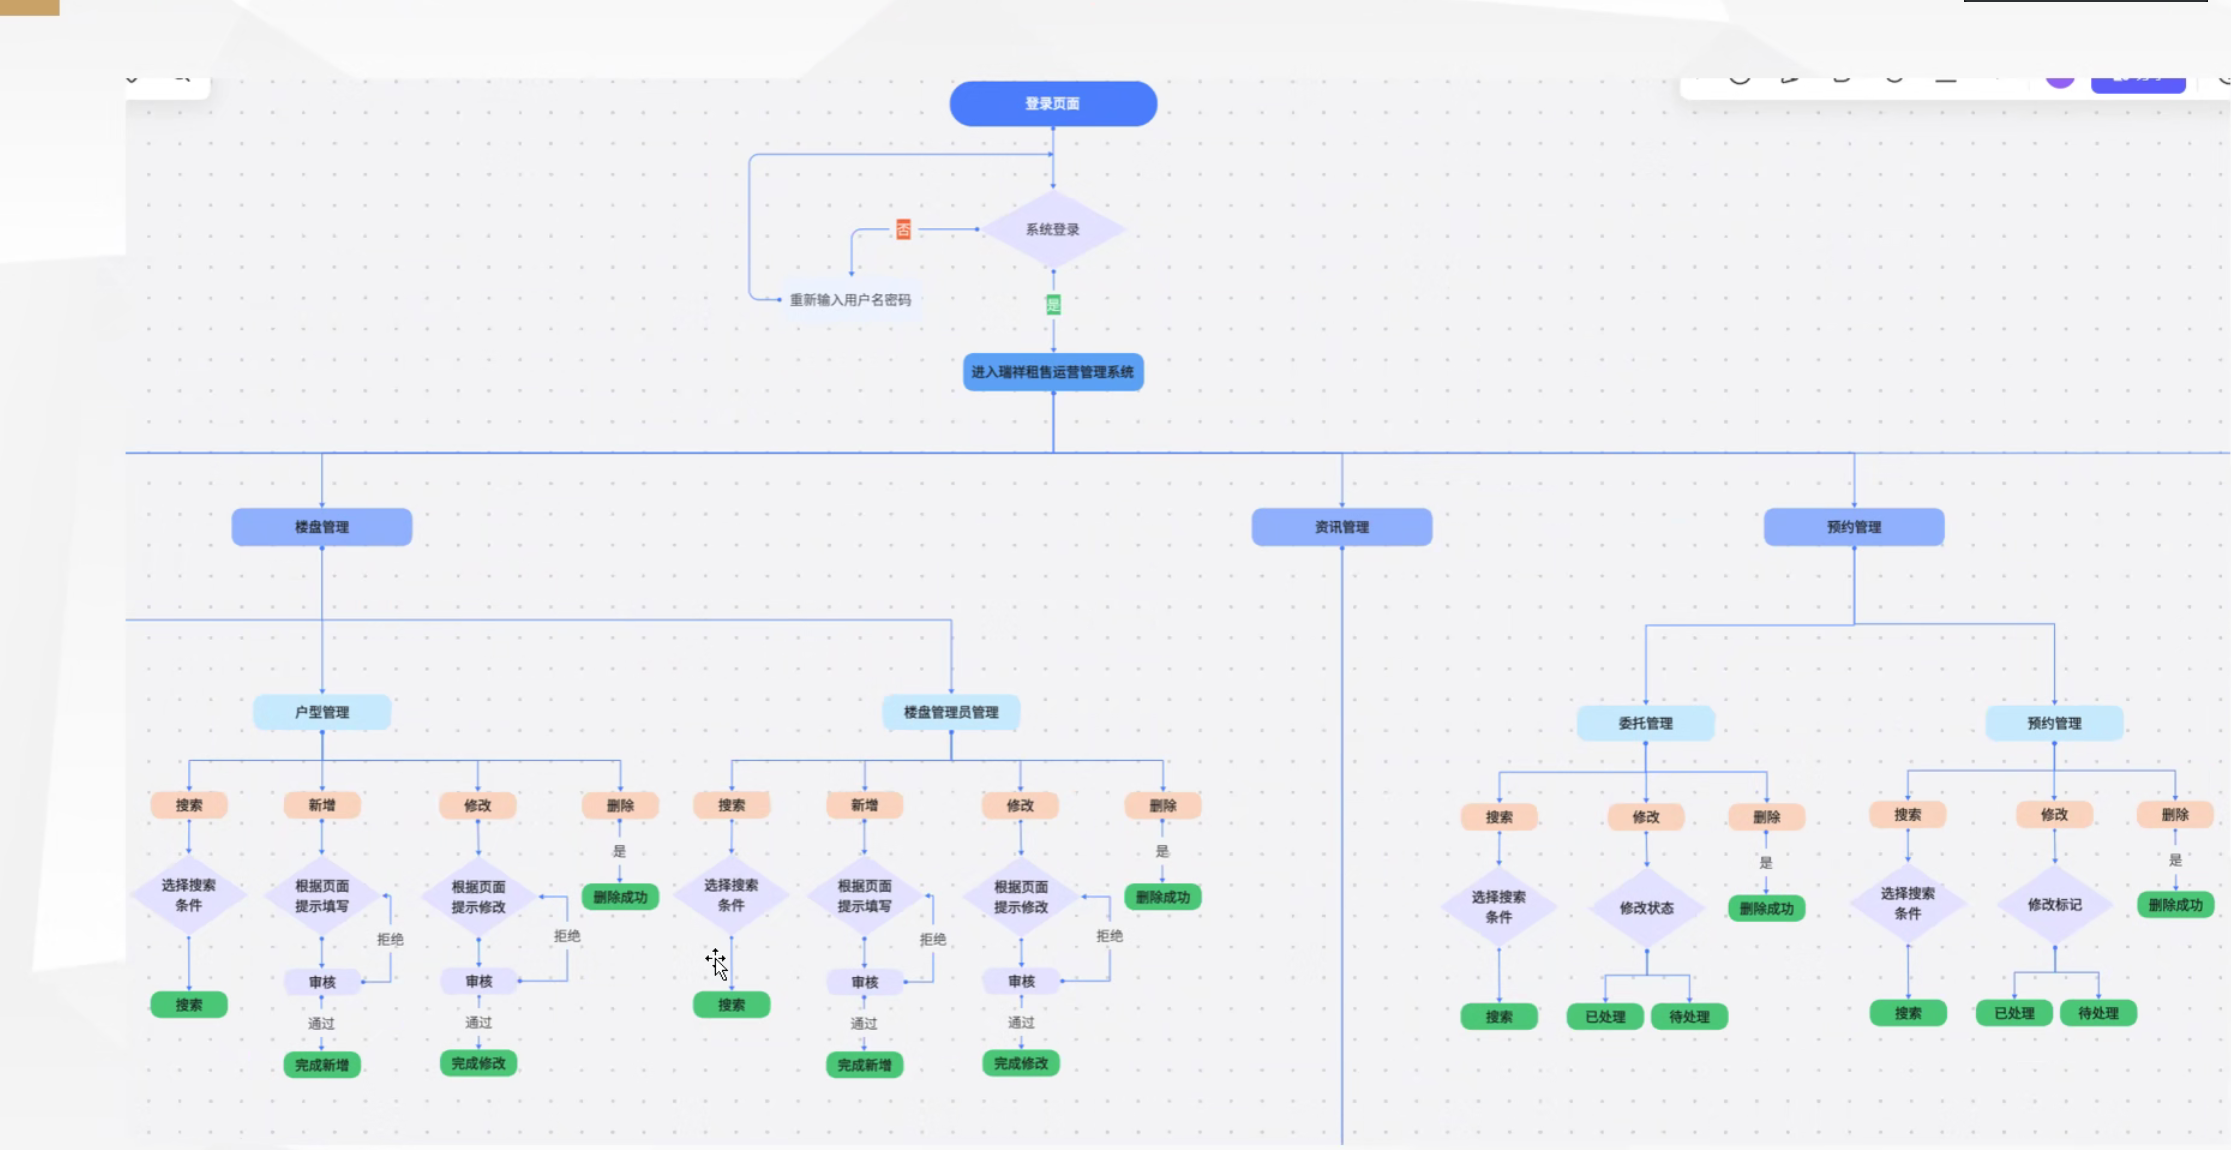 登录页面
系统登录
否
重新输入用户名密码
是
进入瑞祥租售运营管理系统
楼盘管理
资讯管理
预约管理
户型管理
楼盘管理员管理
委托管理
预约管理
搜索
新增
修改
删除
搜索
新增
修改
删除
搜索
修改
删除
搜索
修改
删除
是
是
是
是
选择搜索
条件
根据页面
提示填写
根据页面
提示修改
删除成功
选择搜索
条件
根据页面
提示填写
根据页面
提示修改
删除成功
选择搜索
条件
修改状态
删除成功
选择搜索
条件
修改标记
删除成功
拒绝
拒绝
拒绝
拒绝
审核
审核
审核
审核
搜索
搜索
搜索
已处理
待处理
搜索
已处理
待处理
通过
通过
通过
通过
完成新增
完成修改
完成新增
完成修改